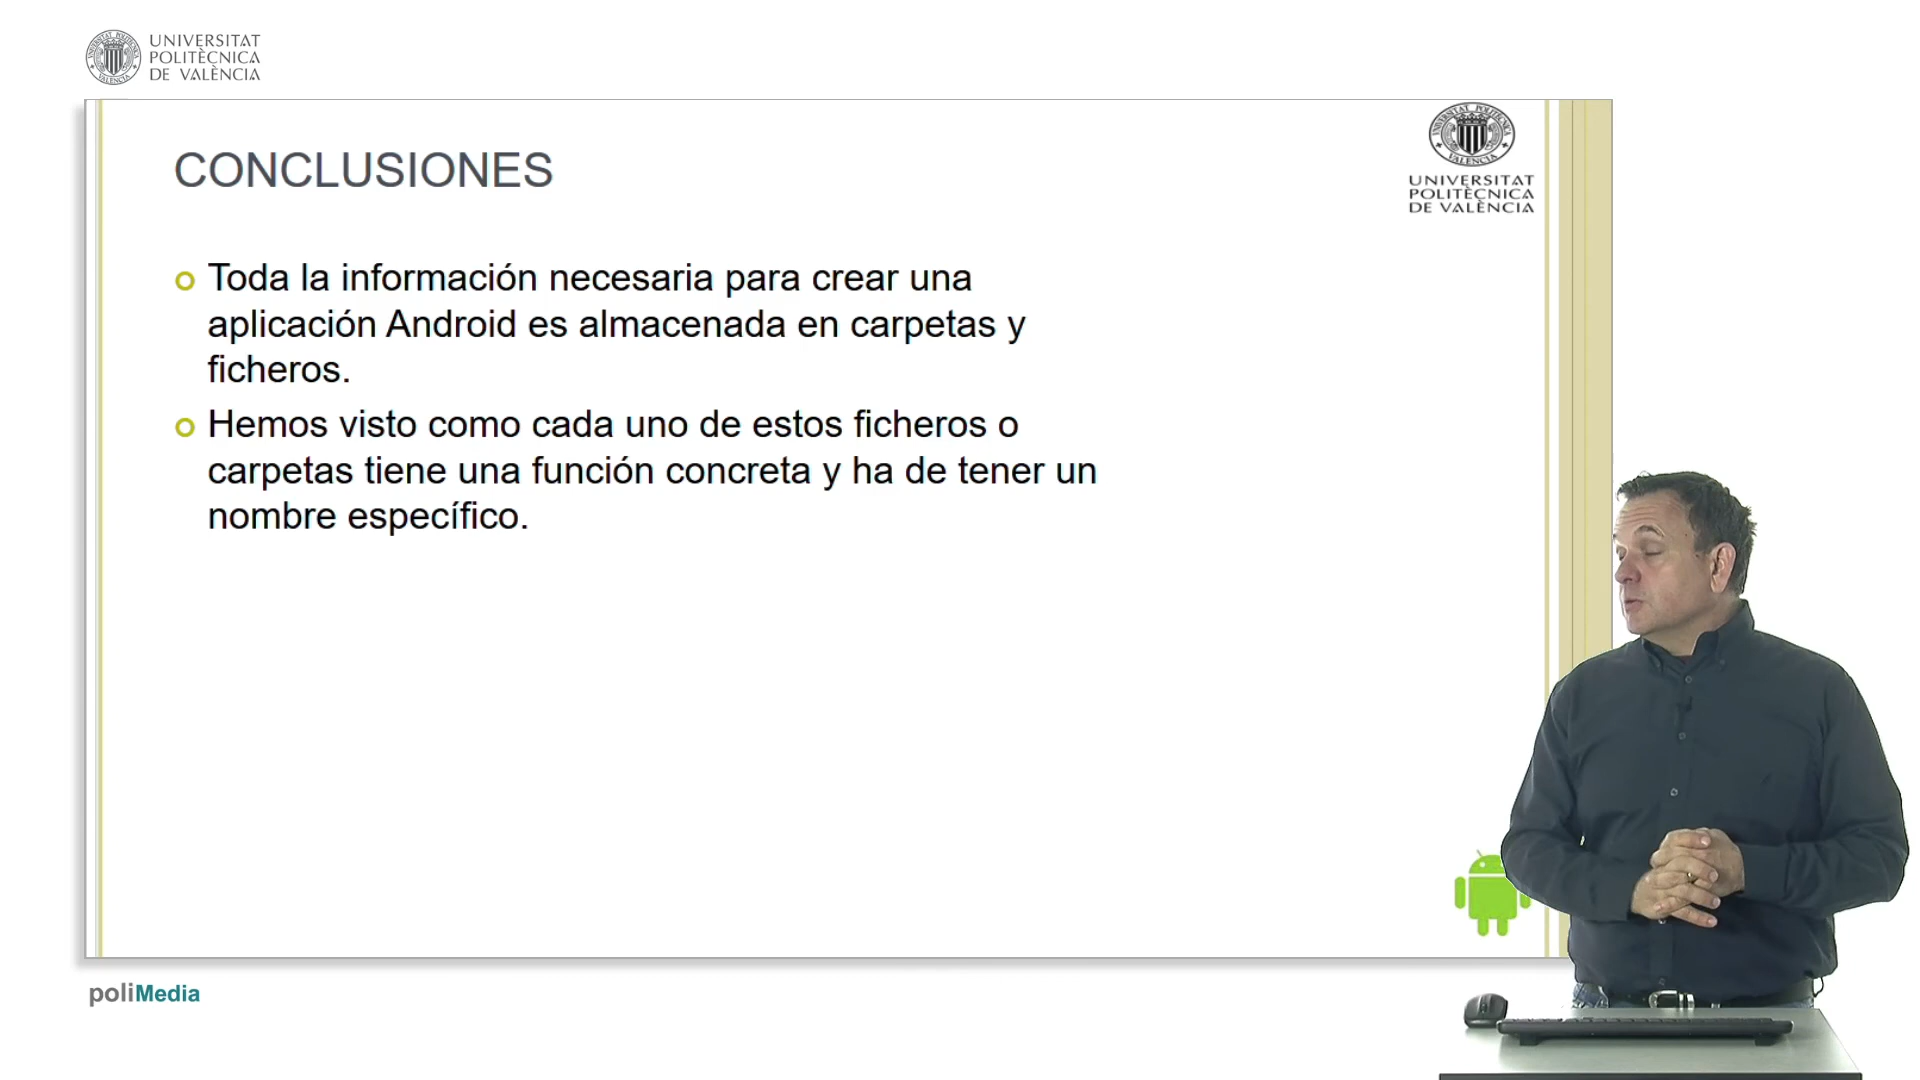 UNIVERSITAT
POLITÈCNICA
DE VALÈNCIA
CONCLUSIONES
UNIVERSITAT
POLITÈCNICA
DE VALÈNCIA
Toda la información necesaria para crear una
aplicación Android es almacenada en carpetas y
ficheros.
Hemos visto como cada uno de estos ficheros o
carpetas tiene una función concreta y ha de tener un
nombre específico.
poliMedia